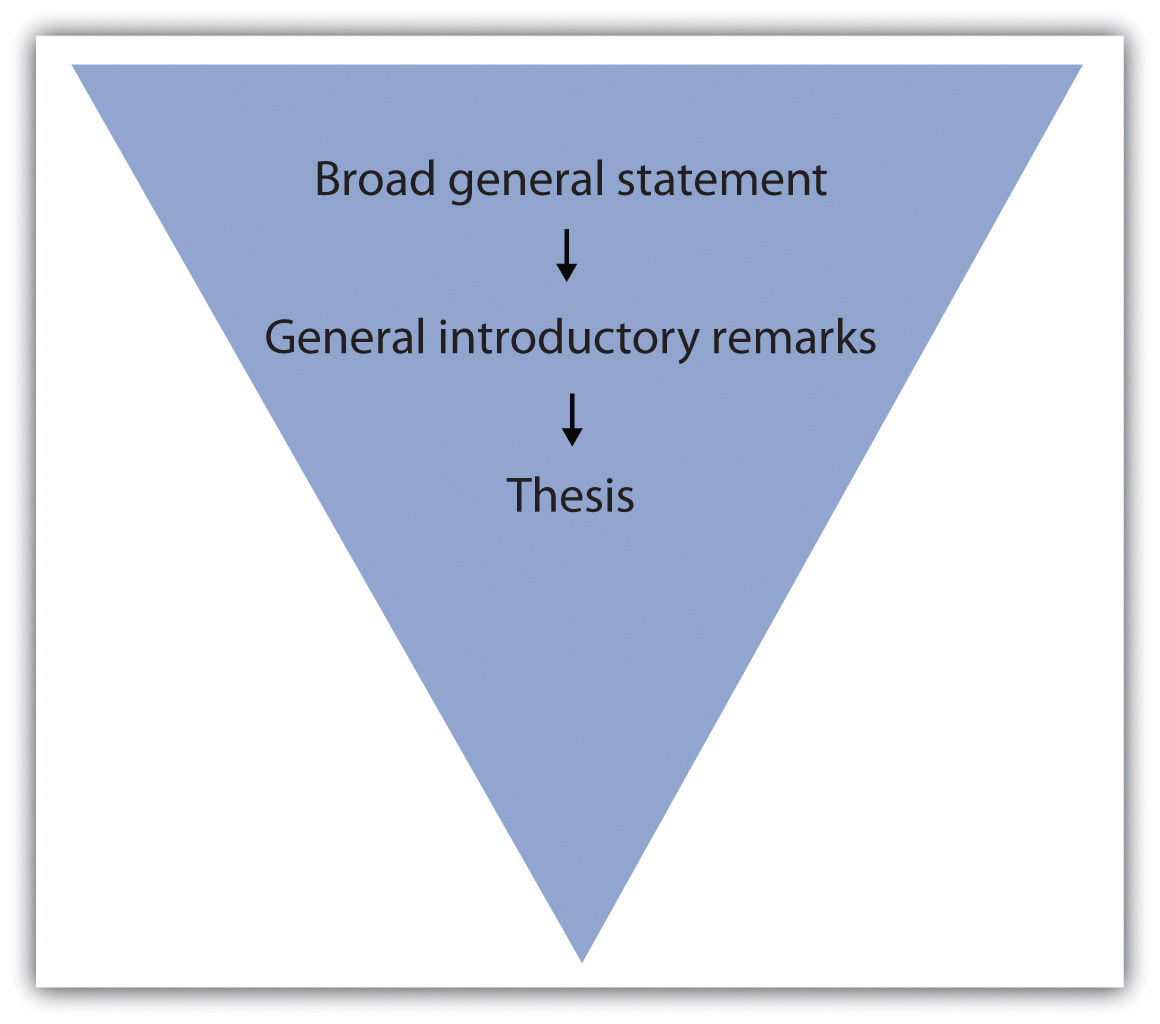 Broad general statement
General introductory remarks
Thesis